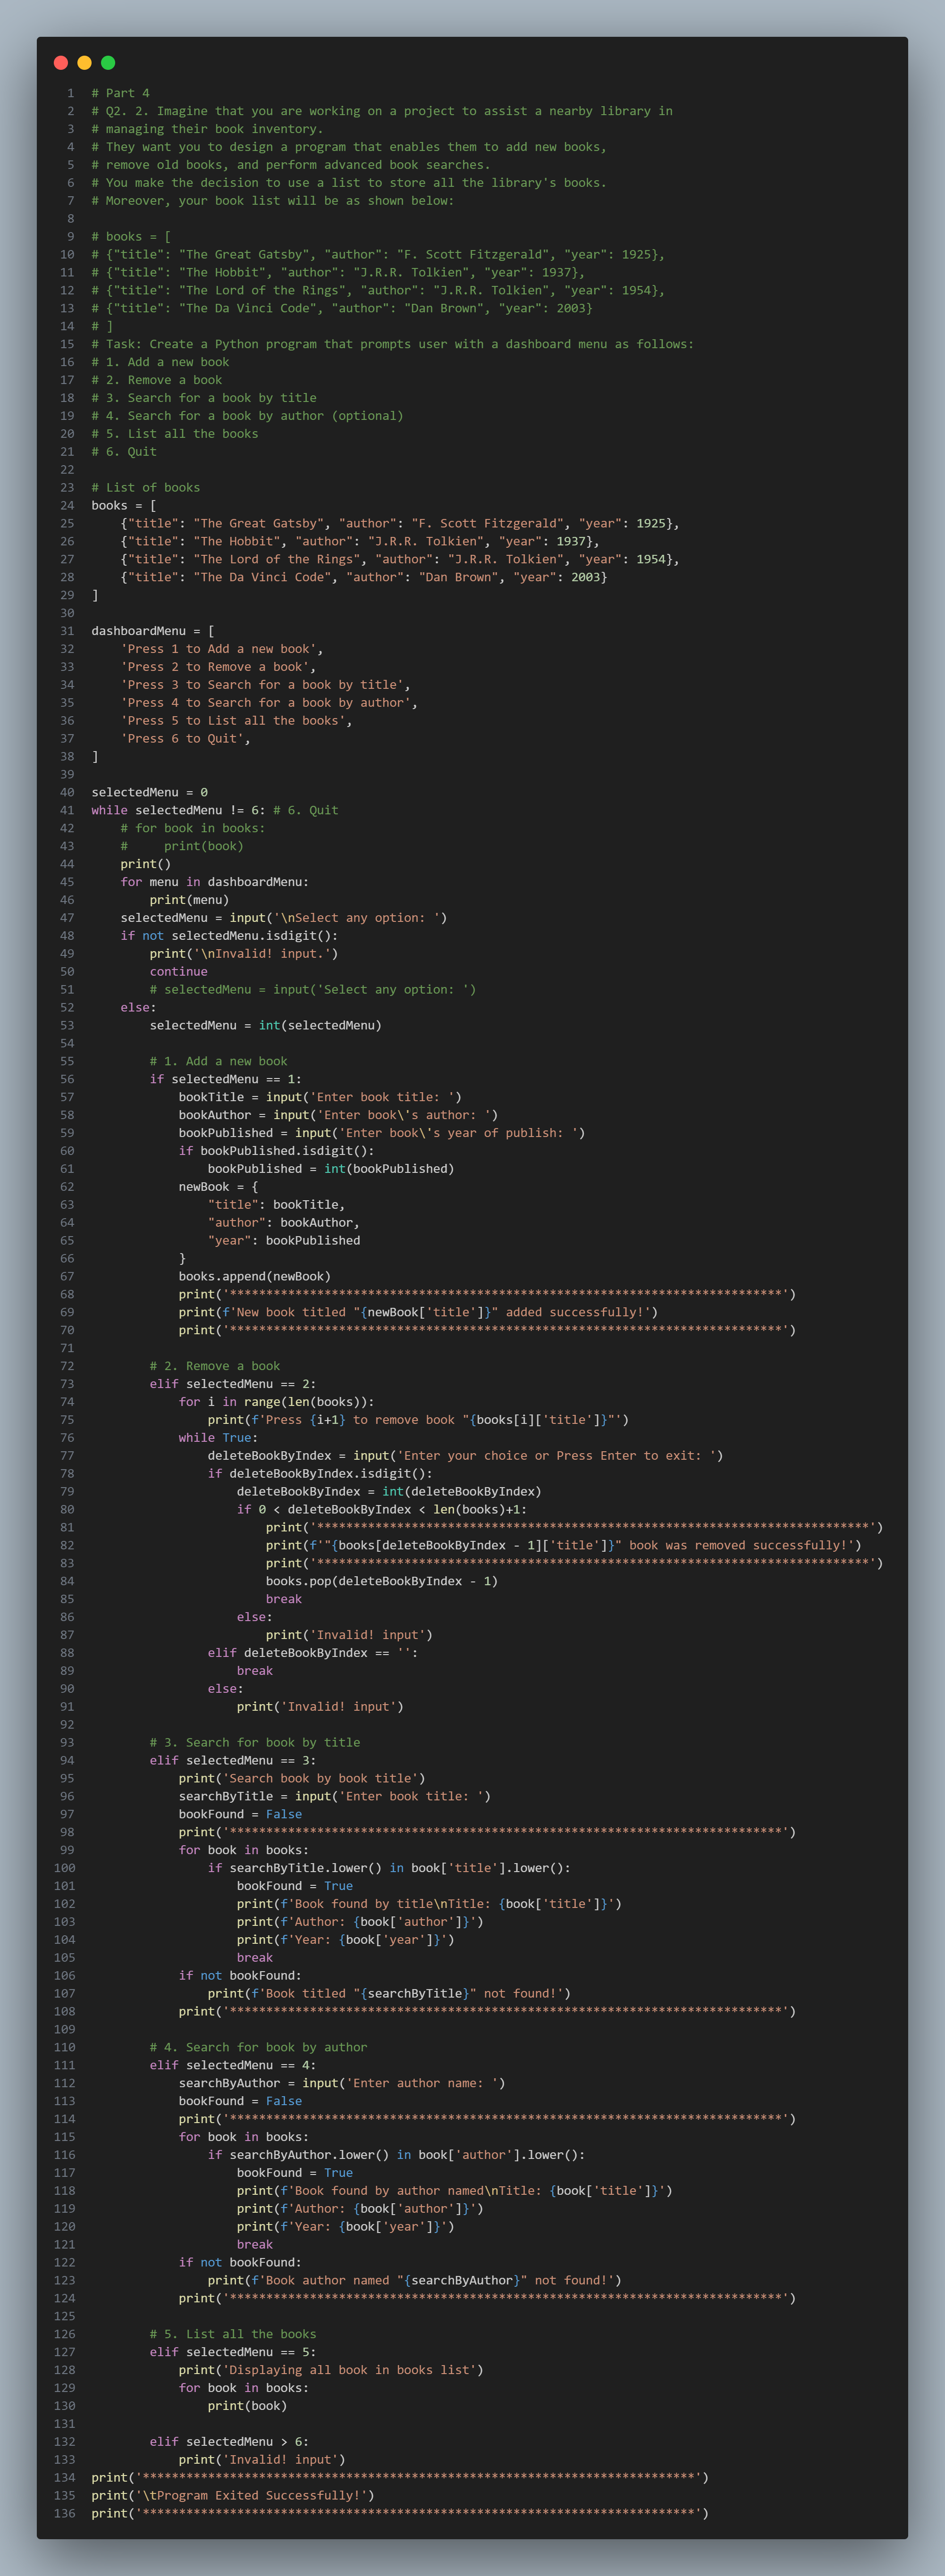 1 # Part 4
2 # Q2. 2. Imagine that you are working on a project to assist a nearby library in
3 # managing their book inventory.
4 # They want you to design a program that enables them to add new books,
5 # remove old books, and perform advanced book searches.
6 # You make the decision to use a list to store all the library's books.
7 # Moreover, your book list will be as shown below:
8
9 # books = [
10 # {"title": "The Great Gatsby", "author": "F. Scott Fitzgerald", "year": 1925},
11 # {"title": "The Hobbit", "author": "J.R.R. Tolkien", "year": 1937},
12 # {"title": "The Lord of the Rings", "author": "J.R.R. Tolkien", "year": 1954},
13 # {"title": "The Da Vinci Code", "author": "Dan Brown", "year": 2003}
14 # ]
15 # Task: Create a Python program that prompts user with a dashboard menu as follows:
16 # 1. Add a new book
17 # 2. Remove a book
18 # 3. Search for a book by title
19 # 4. Search for a book by author (optional)
20 # 5. List all the books
21 # 6. Quit
22
23 # List of books
24 books = [
25     {"title": "The Great Gatsby", "author": "F. Scott Fitzgerald", "year": 1925},
26     {"title": "The Hobbit", "author": "J.R.R. Tolkien", "year": 1937},
27     {"title": "The Lord of the Rings", "author": "J.R.R. Tolkien", "year": 1954},
28     {"title": "The Da Vinci Code", "author": "Dan Brown", "year": 2003}
29 ]
30
31 dashboardMenu = [
32     'Press 1 to Add a new book',
33     'Press 2 to Remove a book',
34     'Press 3 to Search for a book by title',
35     'Press 4 to Search for a book by author',
36     'Press 5 to List all the books',
37     'Press 6 to Quit',
38 ]
39
40 selectedMenu = 0
41 while selectedMenu != 6: # 6. Quit
42     # for book in books:
43     #     print(book)
44     print()
45     for menu in dashboardMenu:
46         print(menu)
47     selectedMenu = input('\nSelect any option: ')
48     if not selectedMenu.isdigit():
49         print('\nInvalid! input.')
50         continue
51         # selectedMenu = input('Select any option: ')
52     else:
53         selectedMenu = int(selectedMenu)
54
55         # 1. Add a new book
56         if selectedMenu == 1:
57             bookTitle = input('Enter book title: ')
58             bookAuthor = input('Enter book\'s author: ')
59             bookPublished = input('Enter book\'s year of publish: ')
60             if bookPublished.isdigit():
61                 bookPublished = int(bookPublished)
62             newBook = {
63                 "title": bookTitle,
64                 "author": bookAuthor,
65                 "year": bookPublished
66             }
67             books.append(newBook)
68             print('****************************************************************************')
69             print(f'New book titled "{newBook['title']}" added successfully!')
70             print('****************************************************************************')
71
72         # 2. Remove a book
73         elif selectedMenu == 2:
74             for i in range(len(books)):
75                 print(f'Press {i+1} to remove book "{books[i]['title']}"')
76             while True:
77                 deleteBookByIndex = input('Enter your choice or Press Enter to exit: ')
78                 if deleteBookByIndex.isdigit():
79                     deleteBookByIndex = int(deleteBookByIndex)
80                     if 0 < deleteBookByIndex < len(books)+1:
81                         print('****************************************************************************')
82                         print(f'"{books[deleteBookByIndex - 1]['title']}" book was removed successfully!')
83                         print('****************************************************************************')
84                         books.pop(deleteBookByIndex - 1)
85                         break
86                     else:
87                         print('Invalid! input')
88                 elif deleteBookByIndex == '':
89                     break
90                 else:
91                     print('Invalid! input')
92
93         # 3. Search for book by title
94         elif selectedMenu == 3:
95             print('Search book by book title')
96             searchByTitle = input('Enter book title: ')
97             bookFound = False
98             print('****************************************************************************')
99             for book in books:
100                 if searchByTitle.lower() in book['title'].lower():
101                     bookFound = True
102                     print(f'Book found by title\nTitle: {book['title']}')
103                     print(f'Author: {book['author']}')
104                     print(f'Year: {book['year']}')
105                     break
106             if not bookFound:
107                 print(f'Book titled "{searchByTitle}" not found!')
108             print('****************************************************************************')
109
110         # 4. Search for book by author
111         elif selectedMenu == 4:
112             searchByAuthor = input('Enter author name: ')
113             bookFound = False
114             print('****************************************************************************')
115             for book in books:
116                 if searchByAuthor.lower() in book['author'].lower():
117                     bookFound = True
118                     print(f'Book found by author named\nTitle: {book['title']}')
119                     print(f'Author: {book['author']}')
120                     print(f'Year: {book['year']}')
121                     break
122             if not bookFound:
123                 print(f'Book author named "{searchByAuthor}" not found!')
124             print('****************************************************************************')
125
126         # 5. List all the books
127         elif selectedMenu == 5:
128             print('Displaying all book in books list')
129             for book in books:
130                 print(book)
131
132         elif selectedMenu > 6:
133             print('Invalid! input')
134 print('****************************************************************************')
135 print('\tProgram Exited Successfully!')
136 print('****************************************************************************')